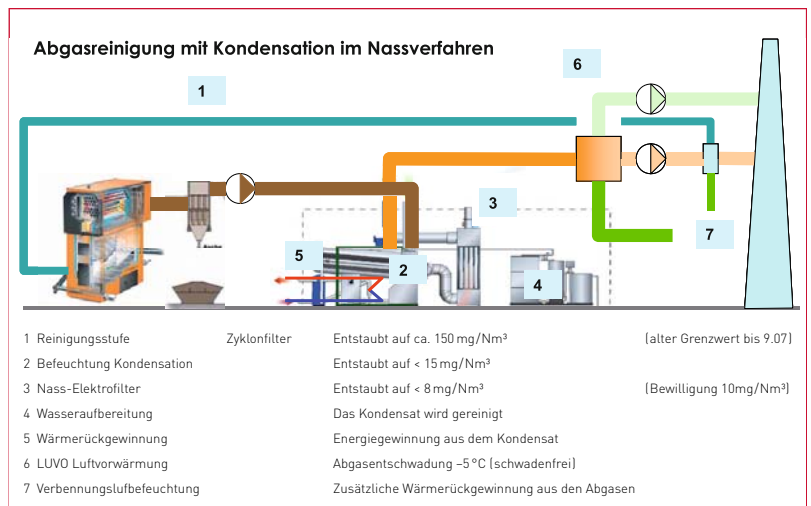 Abgasreinigung mit Kondensation im Nassverfahren
6
1
3
7
5
2
4
1 Reinigungsstufe Zyklonfilter Entstaubt auf ca. 150 mg/Nm³ (alter Grenzwert bis 9.07)
2 Befeuchtung Kondensation Entstaubt auf < 15 mg/Nm³
3 Nass-Elektrofilter Entstaubt auf < 8 mg/Nm³ (Bewilligung 10mg/Nm³)
4 Wasseraufbereitung Das Kondensat wird gereinigt
5 Wärmerückgewinnung Energiegewinnung aus dem Kondensat
6 LUVO Luftvorwärmung Abgasentschwadung –5 °C (schwadenfrei)
7 Verbennungslufbefeuchtung Zusätzliche Wärmerückgewinnung aus den Abgasen